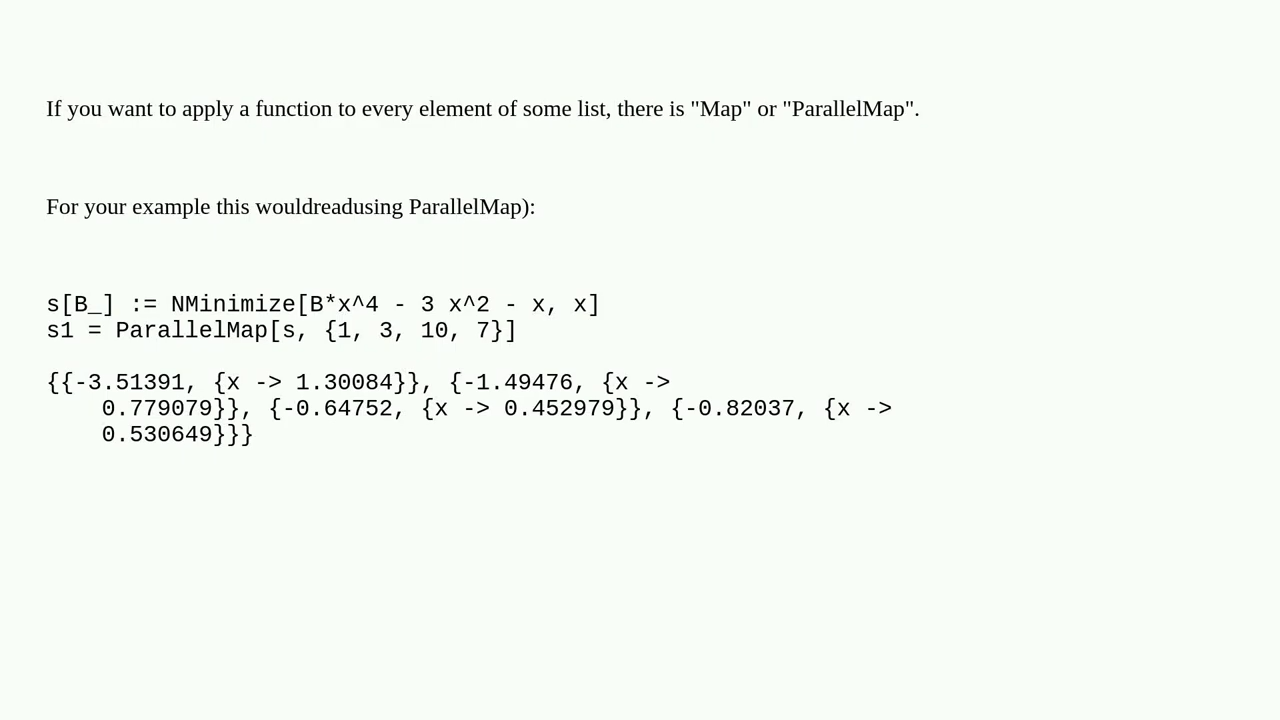 If you want to apply a function to every element of some list, there is "Map" or "ParallelMap".
For your example this wouldreadusing ParallelMap):
s[B_] := NMinimize[B*x^4 - 3 x^2 - x, x]
s1 = ParallelMap[s, {1, 3, 10, 7}]
{{-3.51391, {x -> 1.30084}}, {-1.49476, {x ->
0.779079}}, {-0.64752, {x -> 0.452979}}, {-0.82037, {x ->
0.530649}}}